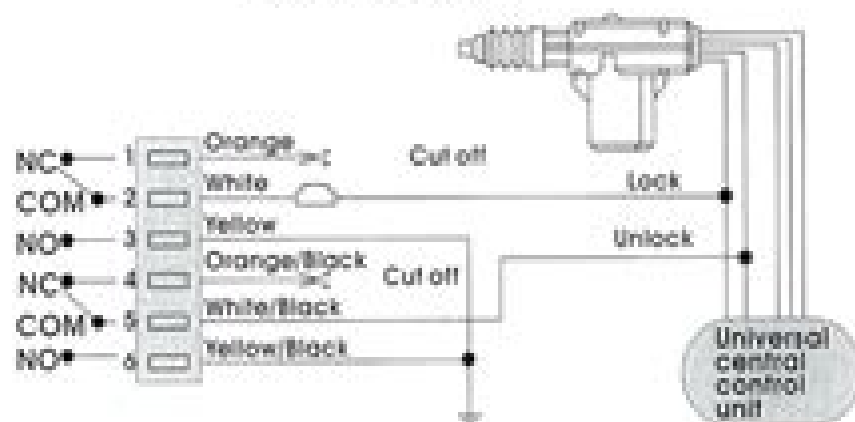 NC
COM
NO
NC
COM
NO
1
2
3
4
5
6
Orange
White
Yellow
Orange/Black
White/Black
Yellow/Black
Cut off
Cut off
Lock
Unlock
Universal
central
control
unit